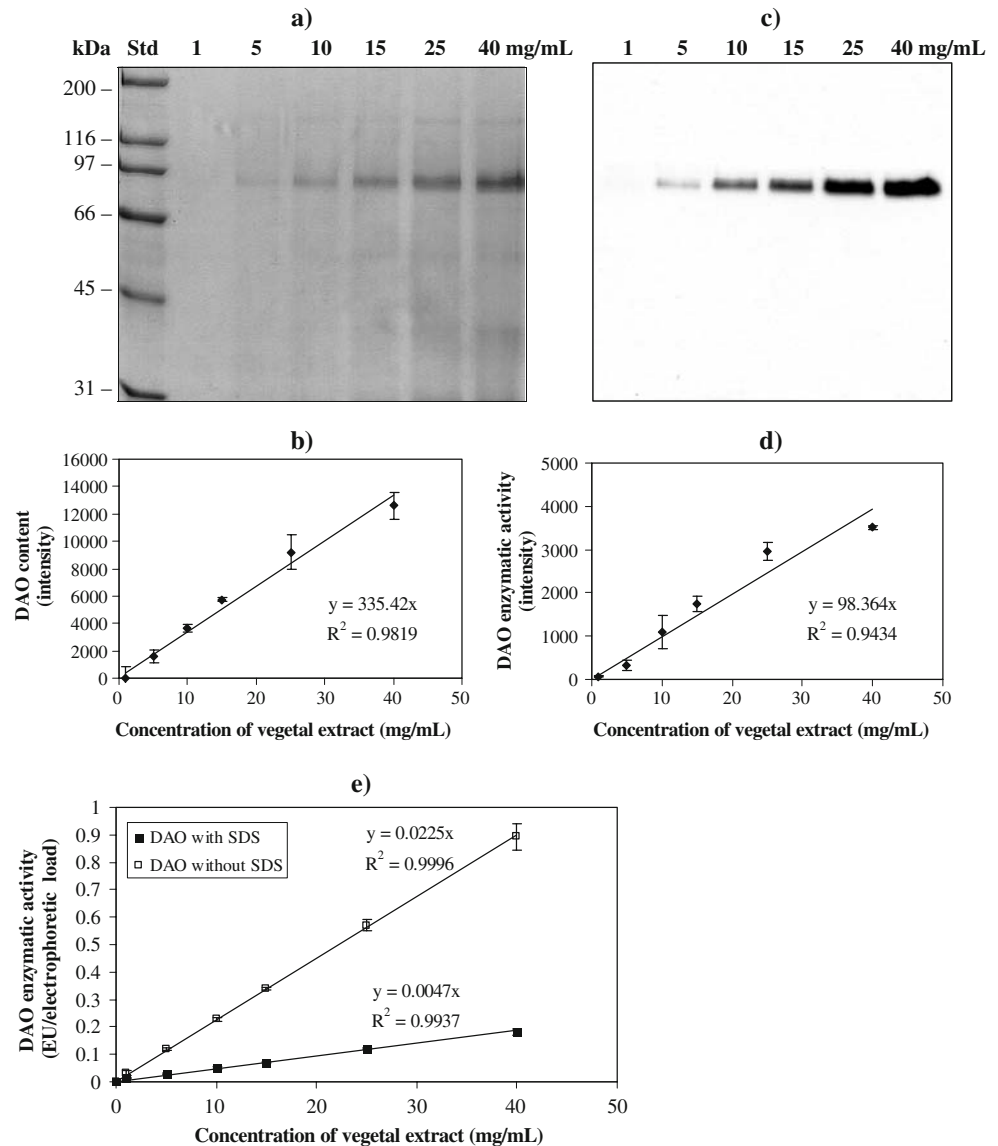 a)
kDa Std 1 5 10 15 25 40 mg/mL
200 –
116 –
97 –
66 –
45 –
31 –
c)
1 5 10 15 25 40 mg/mL
b)
DAO content
(intensity)
16000
14000
12000
10000
8000
6000
4000
2000
0
y = 335.42x
R² = 0.9819
0 10 20 30 40 50
Concentration of vegetal extract (mg/mL)
d)
DAO enzymatic activity
(intensity)
5000
4000
3000
2000
1000
0
y = 98.364x
R² = 0.9434
0 10 20 30 40 50
Concentration of vegetal extract (mg/mL)
e)
DAO enzymatic activity
(EU/electrophoretic load)
1
0.9
0.8
0.7
0.6
0.5
0.4
0.3
0.2
0.1
0
DAO with SDS
DAO without SDS
y = 0.0225x
R² = 0.9996
y = 0.0047x
R² = 0.9937
0 10 20 30 40 50
Concentration of vegetal extract (mg/mL)